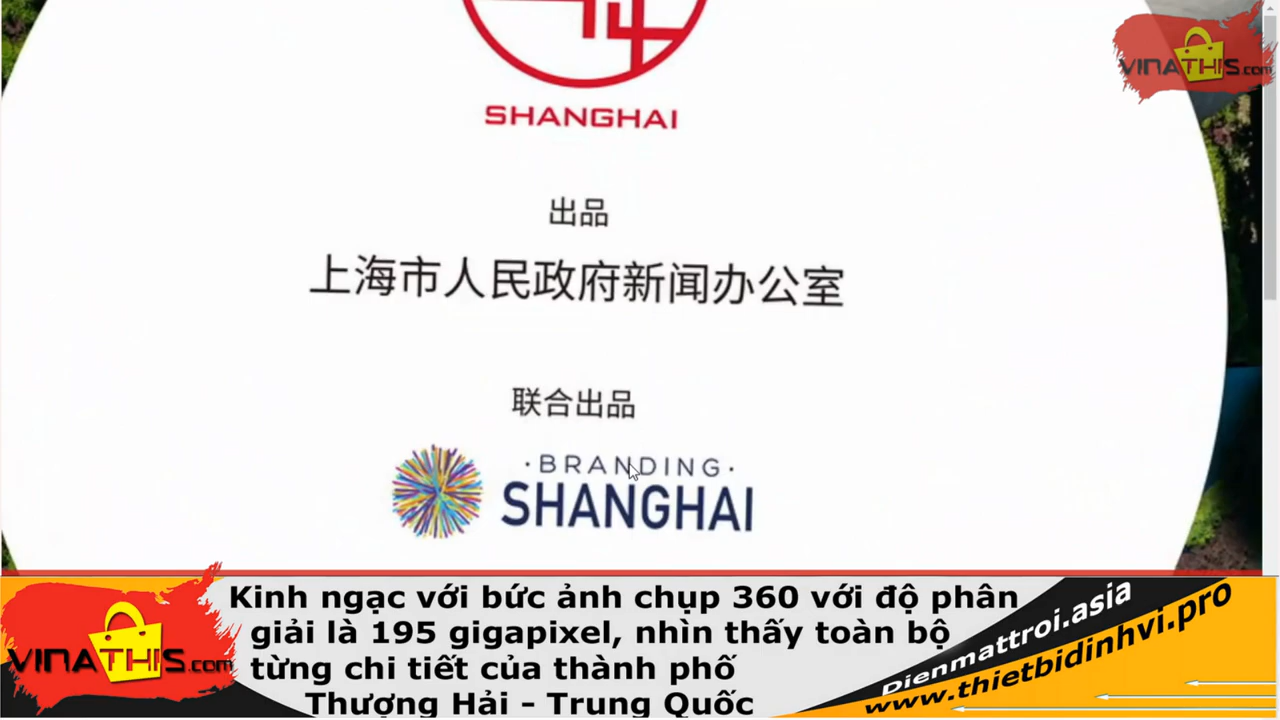 SHANGHAI
VINATHIS.com
出品
上海市人民政府新闻办公室
联合出品
·BRANDING·
SHANGHAI
VINATHIS.com
Kinh ngạc với bức ảnh chụp 360 với độ phân
giải là 195 gigapixel, nhìn thấy toàn bộ
từng chi tiết của thành phố
Thượng Hải - Trung Quốc
Dienmattroi.asia
www.thietbidinhvi.pro